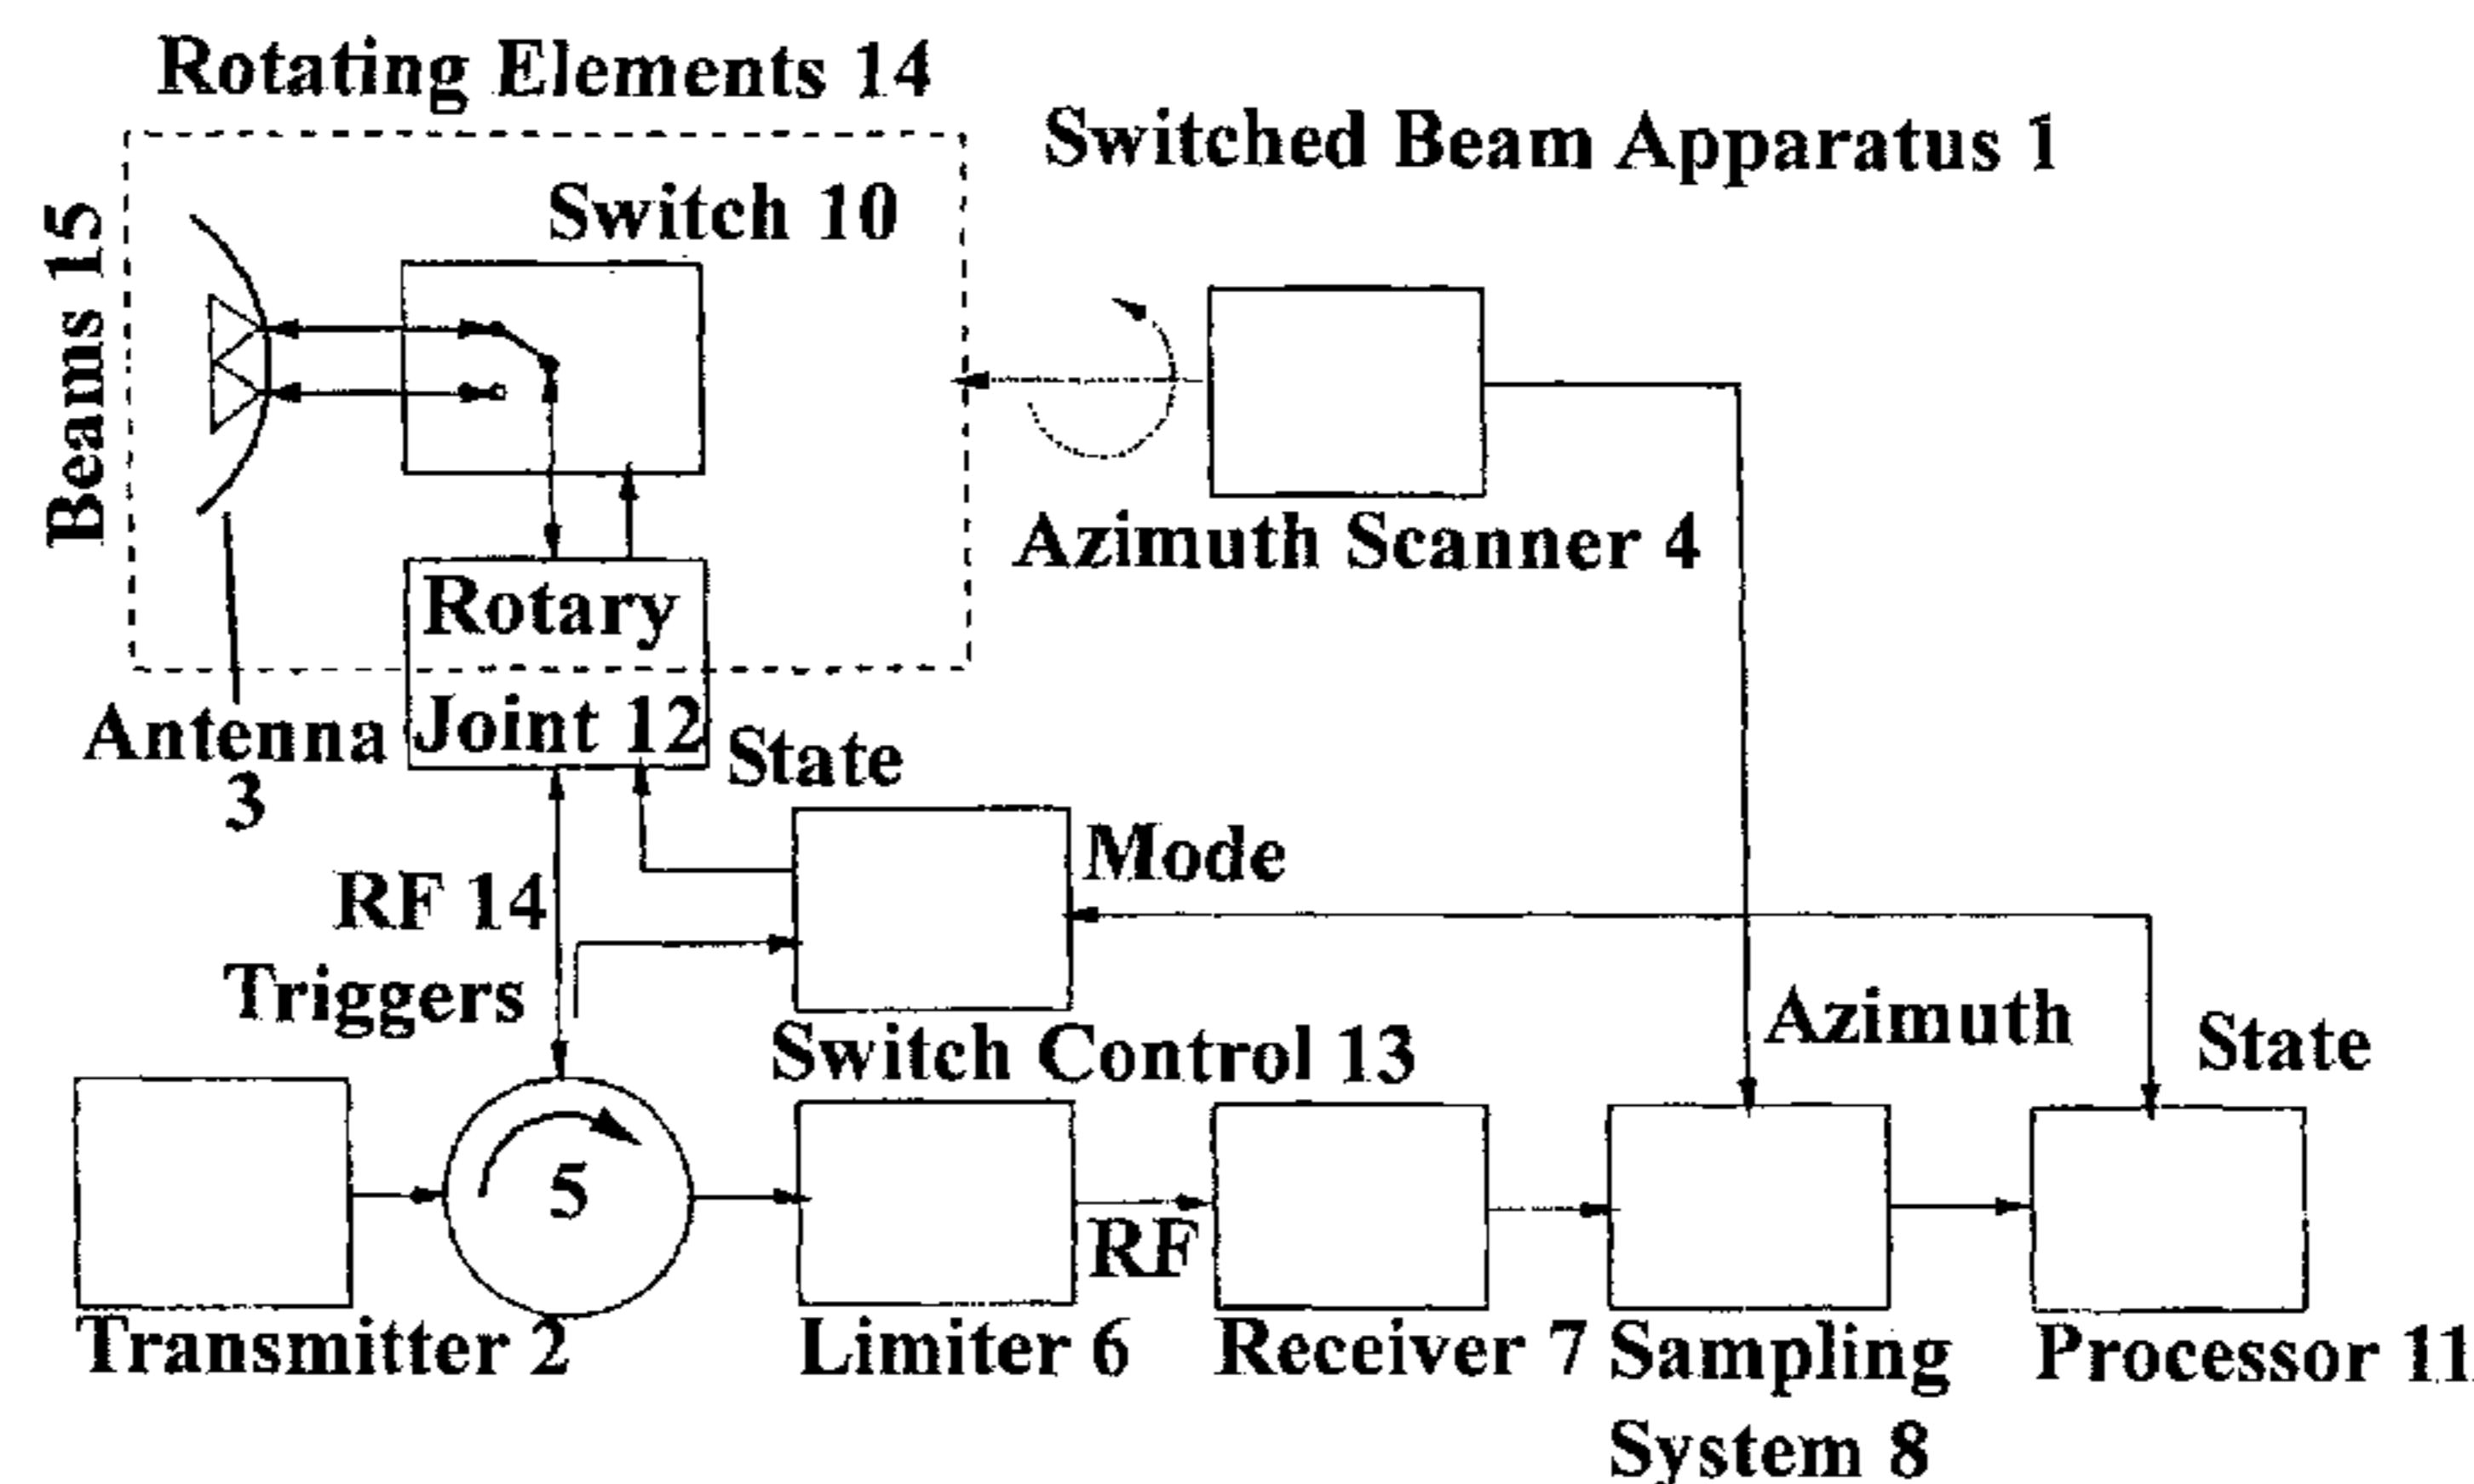 Rotating Elements 14
Switched Beam Apparatus 1
Beams 15
Switch 10
Azimuth Scanner 4
Rotary
Joint 12
Antenna
3
State
Mode
RF 14
Triggers
Azimuth
State
Switch Control 13
5
RF
Transmitter 2
Limiter 6
Receiver 7
Sampling
System 8
Processor 11